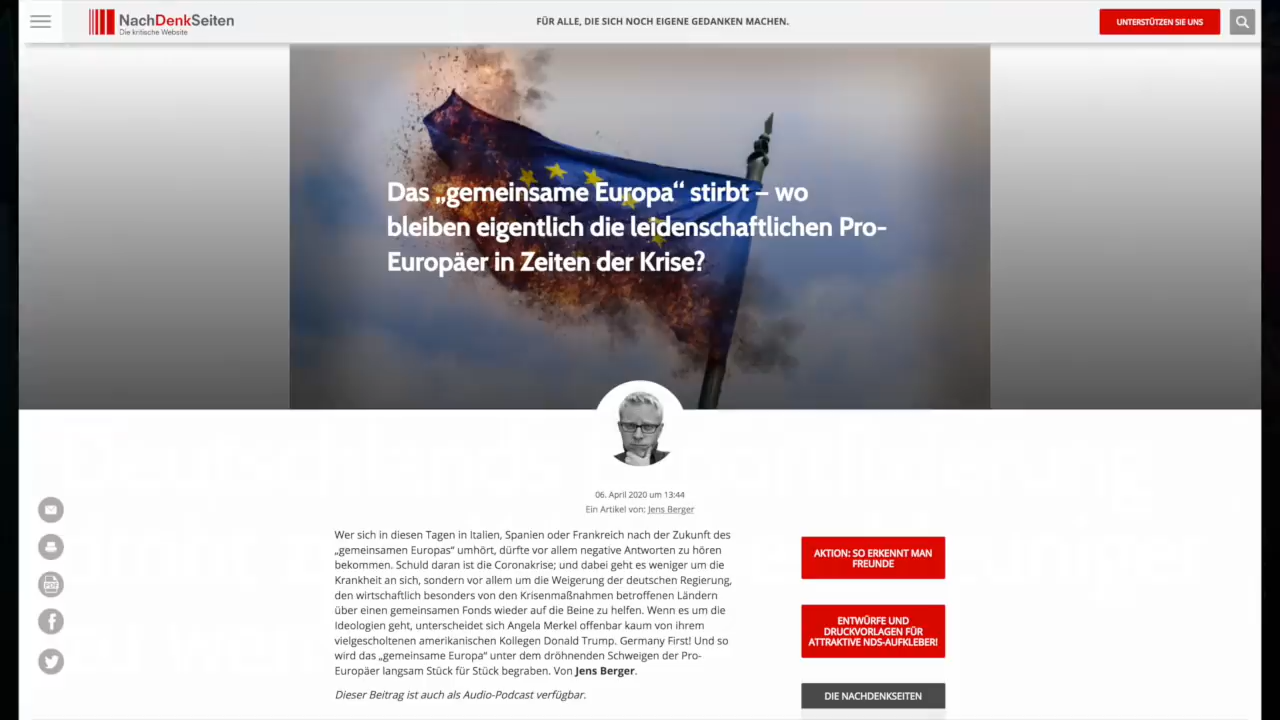 NachDenkSeiten
Die kritische Website
FÜR ALLE, DIE SICH NOCH EIGENE GEDANKEN MACHEN.
UNTERSTÜTZEN SIE UNS
Das „gemeinsame Europa“ stirbt – wo
bleiben eigentlich die leidenschaftlichen Pro-
Europäer in Zeiten der Krise?
06. April 2020 um 13:44
Ein Artikel von: Jens Berger
Wer sich in diesen Tagen in Italien, Spanien oder Frankreich nach der Zukunft des
„gemeinsamen Europas“ umhört, dürfte vor allem negative Antworten zu hören
bekommen. Schuld daran ist die Coronakrise; und dabei geht es weniger um die
Krankheit an sich, sondern vor allem um die Weigerung der deutschen Regierung,
den wirtschaftlich besonders von den Krisenmaßnahmen betroffenen Ländern
über einen gemeinsamen Fonds wieder auf die Beine zu helfen. Wenn es um die
Ideologien geht, unterscheidet sich Angela Merkel offenbar kaum von ihrem
vielgescholtenen amerikanischen Kollegen Donald Trump. Germany First! Und so
wird das „gemeinsame Europa“ unter dem dröhnenden Schweigen der Pro-
Europäer langsam Stück für Stück begraben. Von Jens Berger.
Dieser Beitrag ist auch als Audio-Podcast verfügbar.
PDF
AKTION: SO ERKENNT MAN
FREUNDE
ENTWÜRFE UND
DRUCKVORLAGEN FÜR
ATTRAKTIVE NDS-AUFKLEBER!
DIE NACHDENKSEITEN